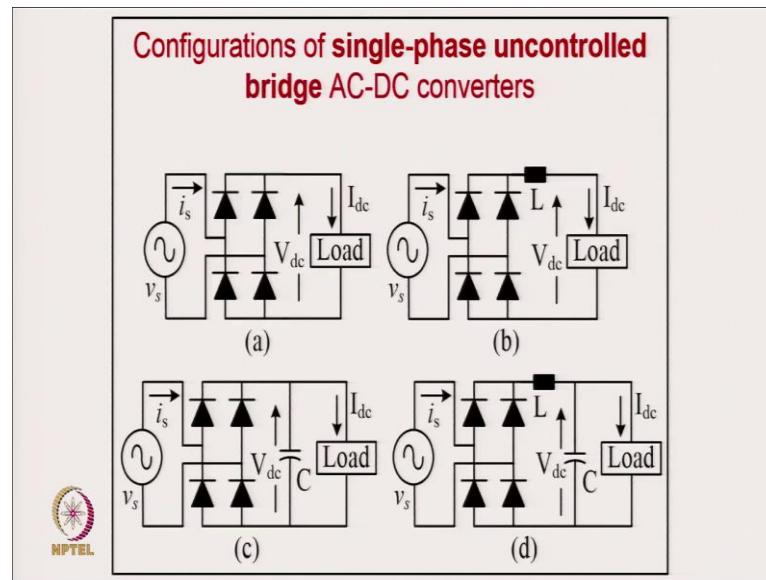 Configurations of single-phase uncontrolled
bridge AC-DC converters
is
vs
Vdc
Idc
Load
(a)
is
vs
L
Vdc
Idc
Load
(b)
is
vs
Vdc
C
Idc
Load
(c)
is
vs
L
Vdc
C
Idc
Load
(d)
NPTEL